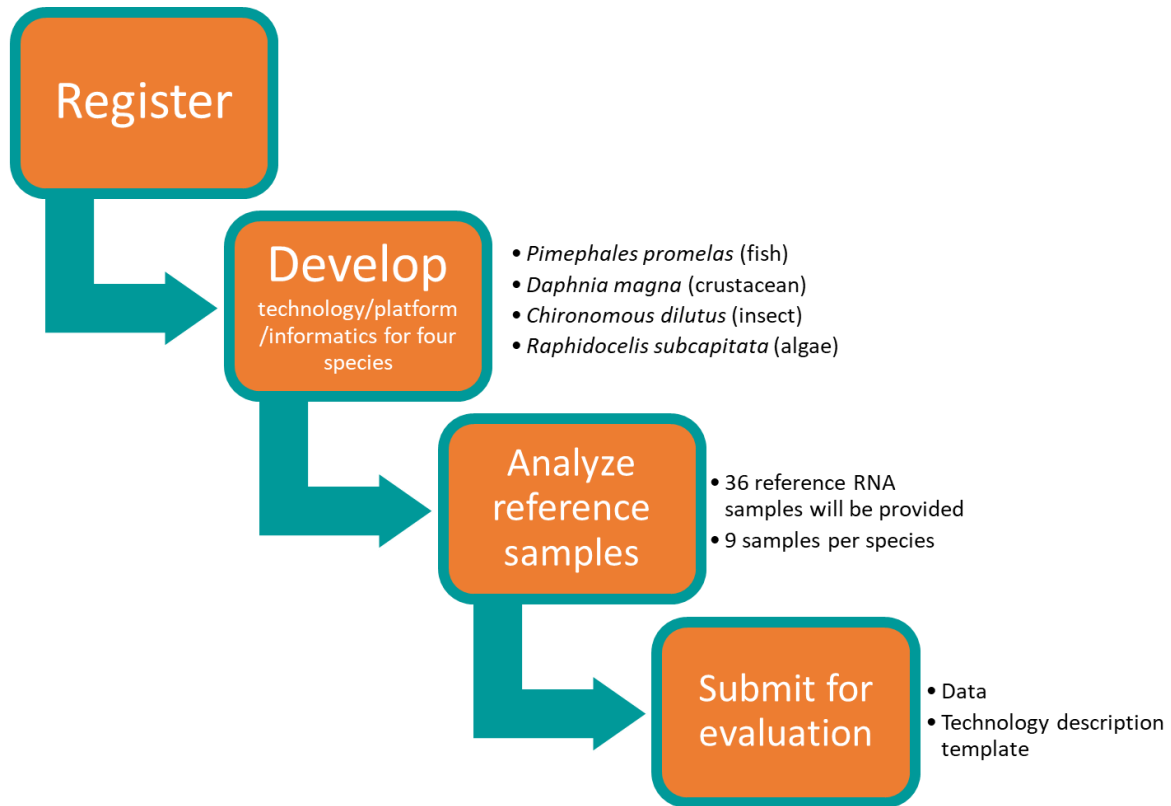 Register
Develop
technology/platform
/informatics for four
species
• Pimephales promelas (fish)
• Daphnia magna (crustacean)
• Chironomous dilutus (insect)
• Raphidocelis subcapitata (algae)
Analyze
reference
samples
• 36 reference RNA
samples will be provided
• 9 samples per species
Submit for
evaluation
• Data
• Technology description
template